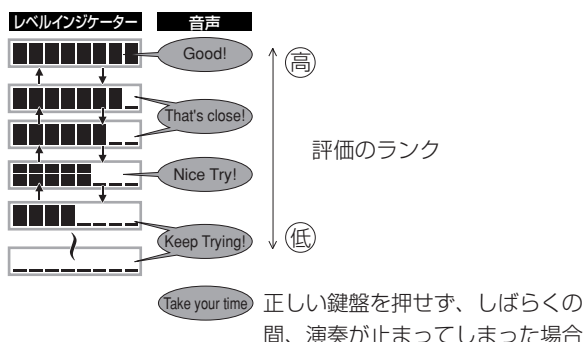 レベルインジケーター 音声
Good!
高
That's close!
評価のランク
Nice Try!
Keep Trying!
低
Take your time 正しい鍵盤を押せず、しばらくの
間、演奏が止まってしまった場合